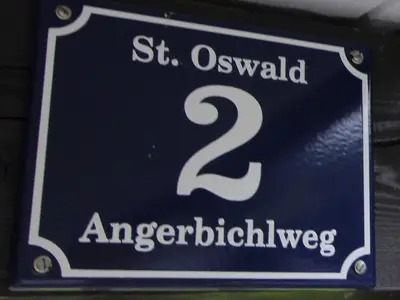 St. Oswald
2
Angerbichlweg